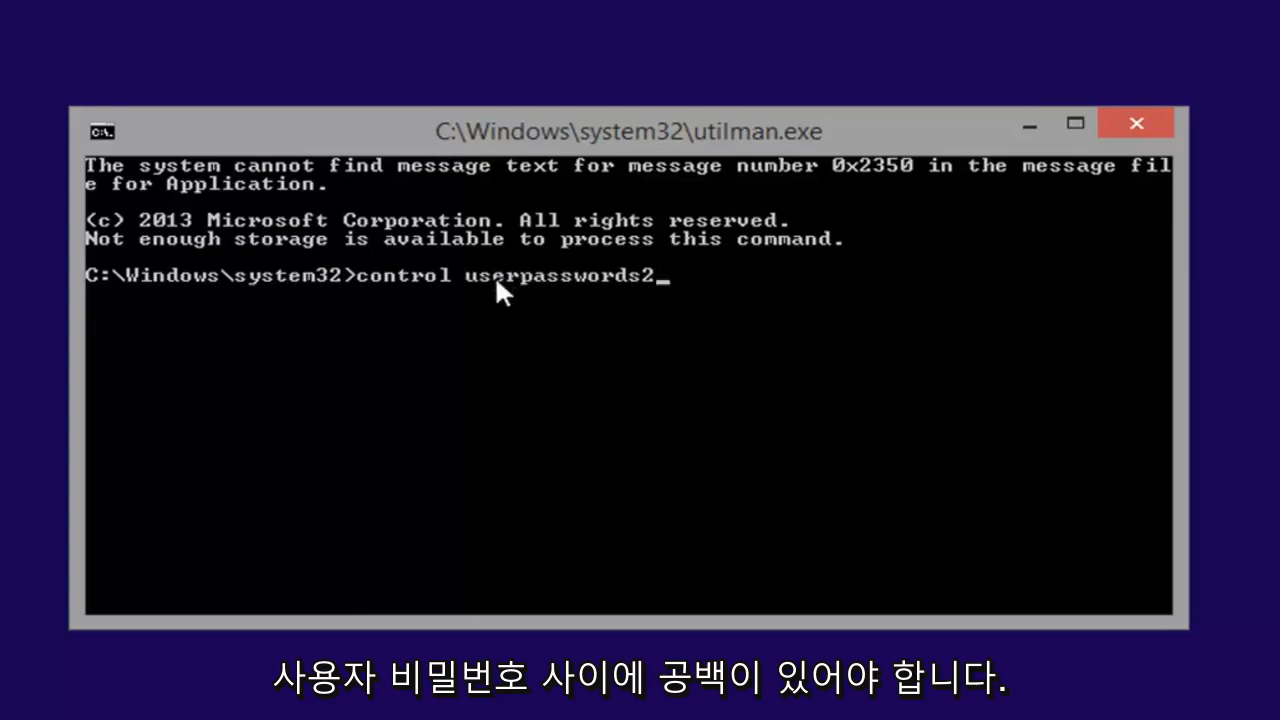 C:\Windows\system32\utilman.exe
The system cannot find message text for message number 0x2350 in the message fil
e for Application.
(c) 2013 Microsoft Corporation. All rights reserved.
Not enough storage is available to process this command.
C:\Windows\system32>control userpasswords2_
사용자 비밀번호 사이에 공백이 있어야 합니다.